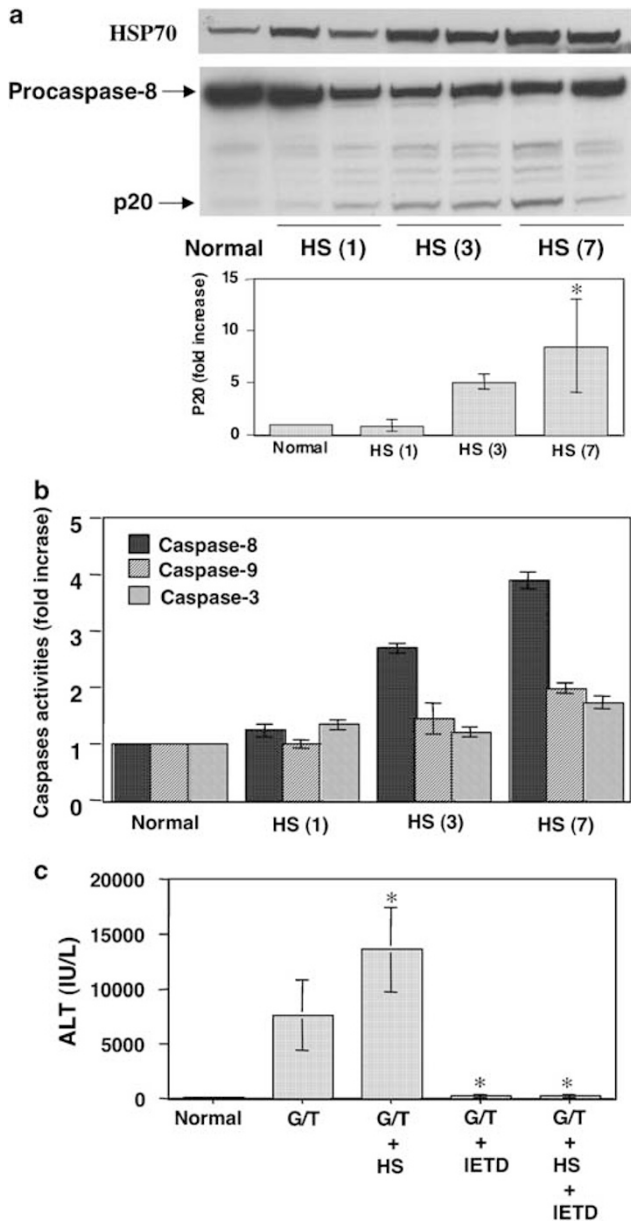 a
HSP70
Procaspase-8
p20
Normal HS (1) HS (3) HS (7)
P20 (fold increase)
15
10
5
0
*
Normal HS (1) HS (3) HS (7)
b
Caspases activities (fold incrase)
5
4
3
2
1
0
Caspase-8
Caspase-9
Caspase-3
Normal HS (1) HS (3) HS (7)
c
ALT (IU/L)
20000
15000
10000
5000
0
*
* *
Normal G/T G/T G/T G/T
+ + +
HS IETD HS
+
IETD